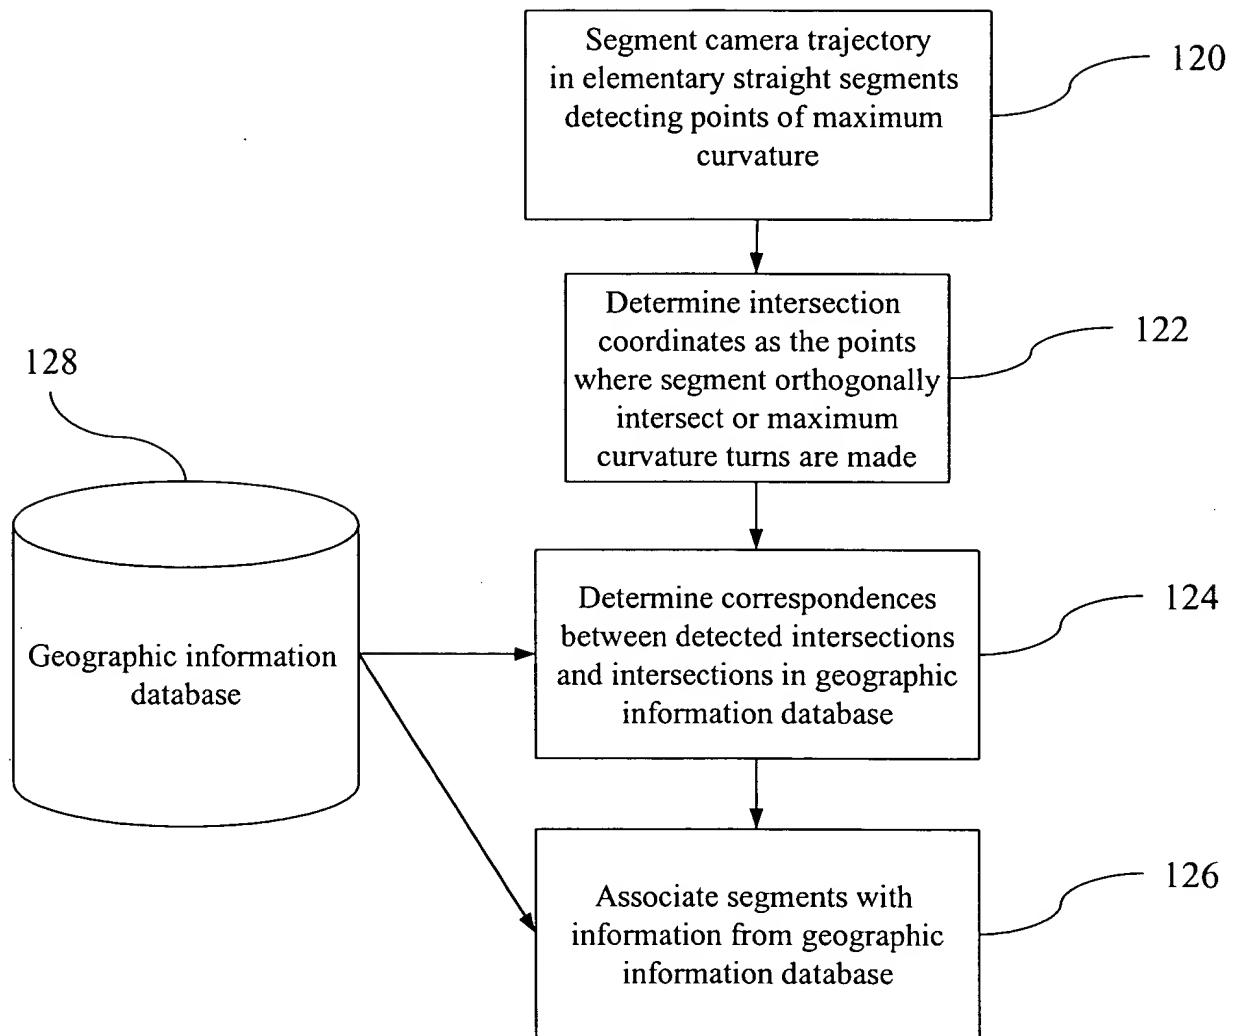 Segment camera trajectory
in elementary straight segments
detecting points of maximum
curvature
120
Determine intersection
coordinates as the points
where segment orthogonally
intersect or maximum
curvature turns are made
122
128
Geographic information
database
Determine correspondences
between detected intersections
and intersections in geographic
information database
124
Associate segments with
information from geographic
information database
126